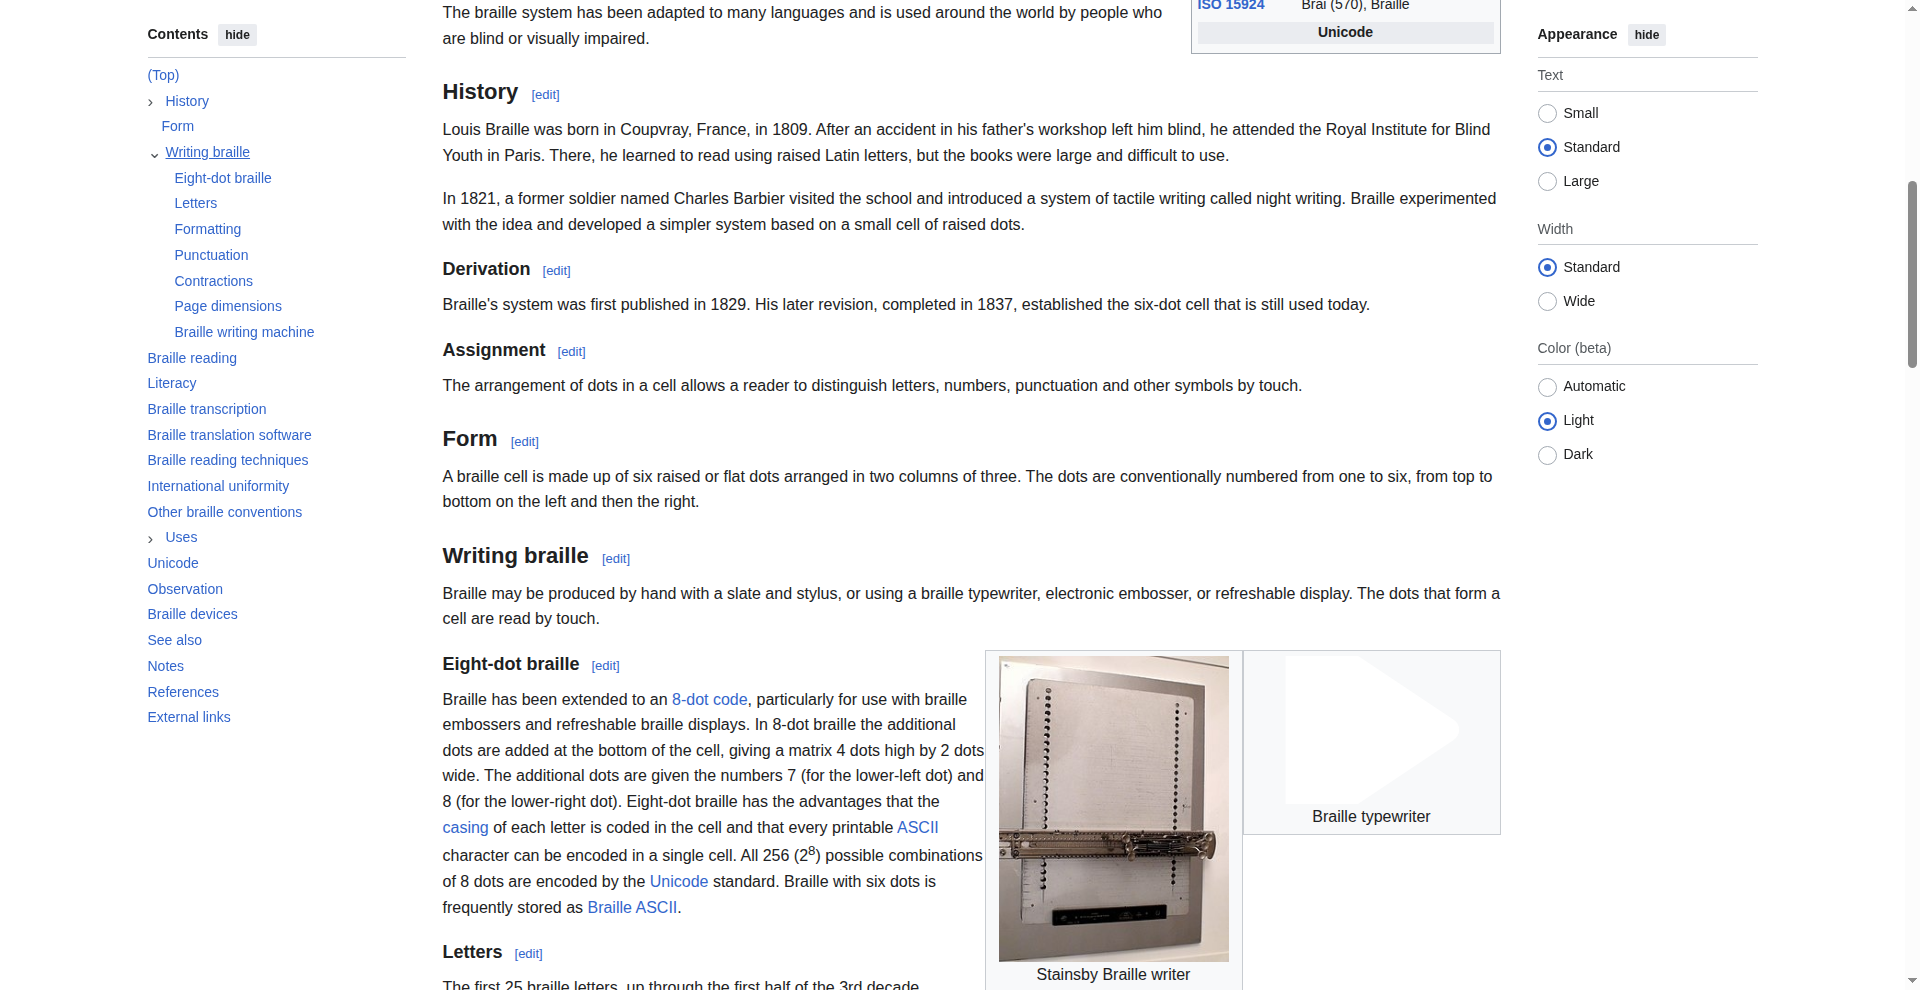 Contents hide
(Top)
History
Form
Writing braille
Eight-dot braille
Letters
Formatting
Punctuation
Contractions
Page dimensions
Braille writing machine
Braille reading
Literacy
Braille transcription
Braille translation software
Braille reading techniques
International uniformity
Other braille conventions
Uses
Unicode
Observation
Braille devices
See also
Notes
References
External links
The braille system has been adapted to many languages and is used around the world by people who
are blind or visually impaired.
ISO 15924 Brai (570), Braille
Unicode
History [edit]
Louis Braille was born in Coupvray, France, in 1809. After an accident in his father's workshop left him blind, he attended the Royal Institute for Blind
Youth in Paris. There, he learned to read using raised Latin letters, but the books were large and difficult to use.
In 1821, a former soldier named Charles Barbier visited the school and introduced a system of tactile writing called night writing. Braille experimented
with the idea and developed a simpler system based on a small cell of raised dots.
Derivation [edit]
Braille's system was first published in 1829. His later revision, completed in 1837, established the six-dot cell that is still used today.
Assignment [edit]
The arrangement of dots in a cell allows a reader to distinguish letters, numbers, punctuation and other symbols by touch.
Form [edit]
A braille cell is made up of six raised or flat dots arranged in two columns of three. The dots are conventionally numbered from one to six, from top to
bottom on the left and then the right.
Writing braille [edit]
Braille may be produced by hand with a slate and stylus, or using a braille typewriter, electronic embosser, or refreshable display. The dots that form a
cell are read by touch.
Eight-dot braille [edit]
Braille has been extended to an 8-dot code, particularly for use with braille
embossers and refreshable braille displays. In 8-dot braille the additional
dots are added at the bottom of the cell, giving a matrix 4 dots high by 2 dots
wide. The additional dots are given the numbers 7 (for the lower-left dot) and
8 (for the lower-right dot). Eight-dot braille has the advantages that the
casing of each letter is coded in the cell and that every printable ASCII
character can be encoded in a single cell. All 256 (2⁸) possible combinations
of 8 dots are encoded by the Unicode standard. Braille with six dots is
frequently stored as Braille ASCII.
Letters [edit]
The first 25 braille letters, up through the first half of the 3rd decade,
Stainsby Braille writer
Braille typewriter
Appearance hide
Text
Small
Standard
Large
Width
Standard
Wide
Color (beta)
Automatic
Light
Dark